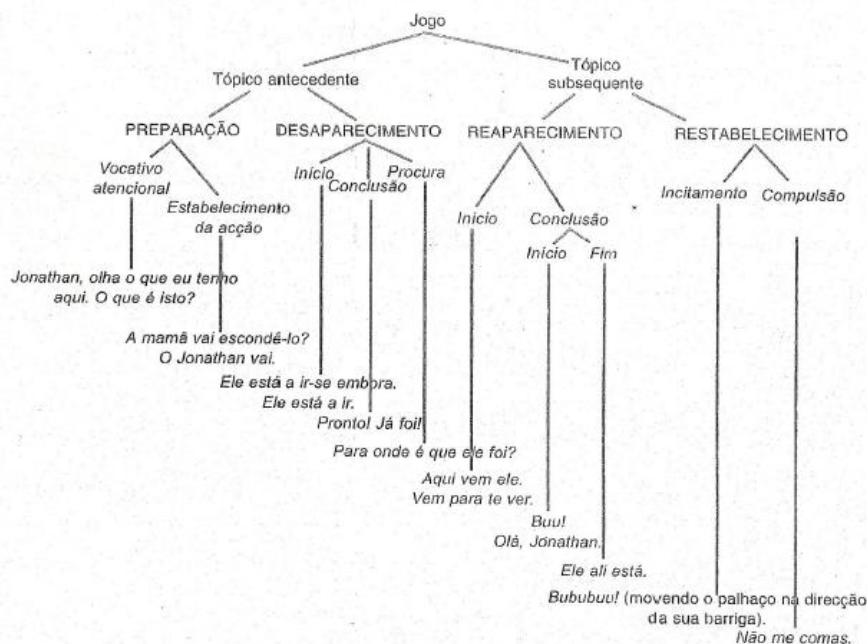 Jogo
Tópico antecedente
Tópico
subsequente
PREPARAÇÃO
DESAPARECIMENTO
REAPARECIMENTO
RESTABELECIMENTO
Vocativo
atencional
Estabelecimento
da acção
Início
Conclusão
Procura
Início
Conclusão
Início
Fim
Incitamento
Compulsão
Jonathan, olha o que eu tenho
aqui. O que é isto?
A mamã vai escondê-lo?
O Jonathan vai.
Ele está a ir-se embora.
Ele está a ir.
Pronto! Já foi!
Para onde é que ele foi?
Aqui vem ele.
Vem para te ver.
Buu!
Olá, Jonathan.
Ele ali está.
Bububuu! (movendo o palhaço na direcção
da sua barriga).
Não me comas.